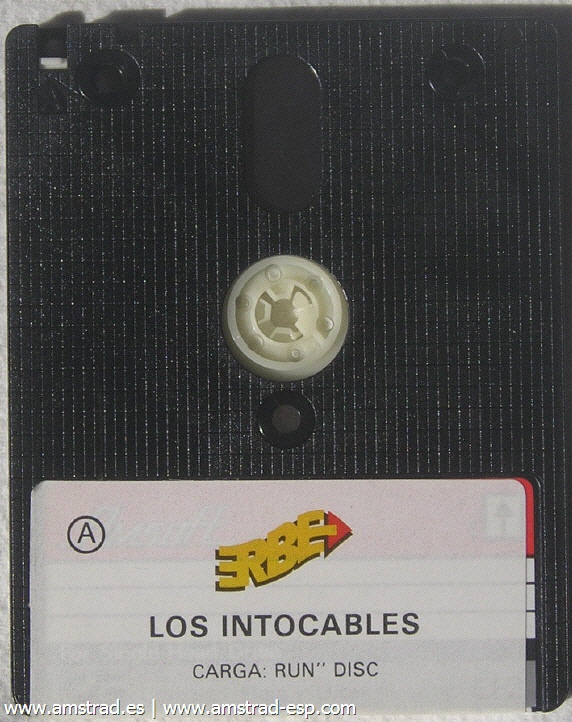 A
ERBE
LOS INTOCABLES
CARGA: RUN" DISC
www.amstrad.es | www.amstrad-esp.com